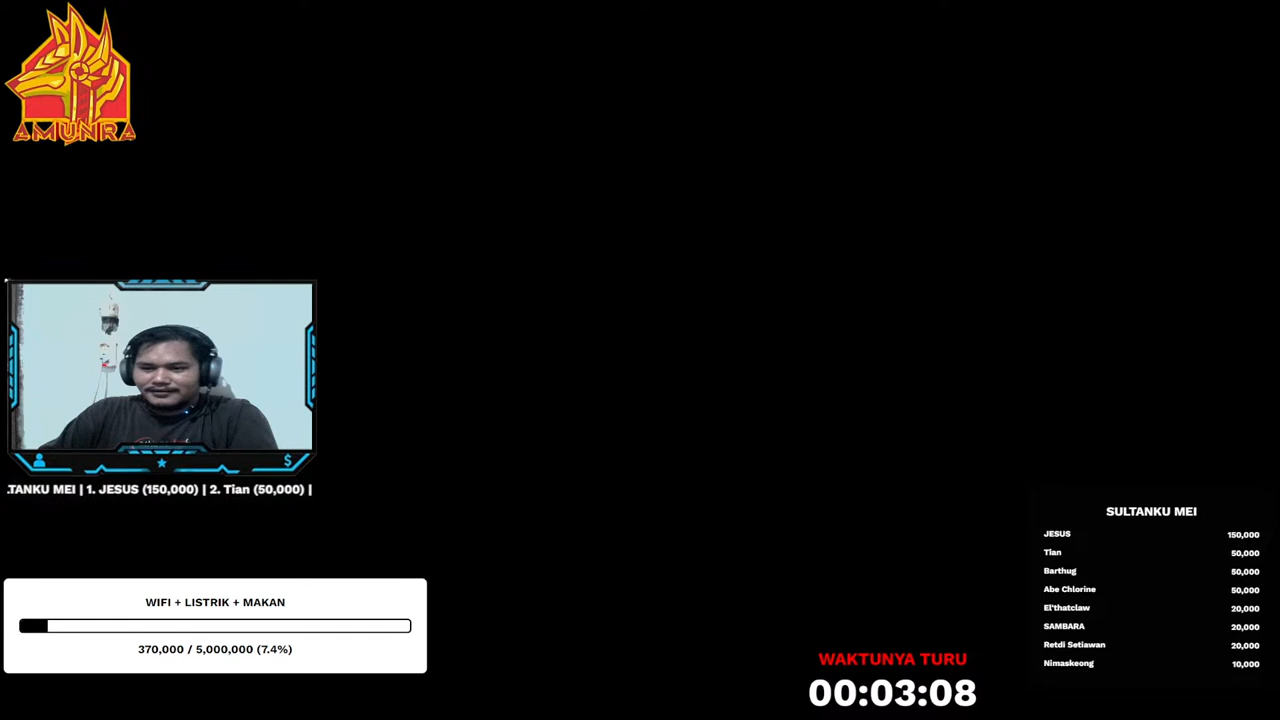 AMUNRA
.TANKU MEI | 1. JESUS (150,000) | 2. Tian (50,000) |
WIFI + LISTRIK + MAKAN
370,000 / 5,000,000 (7.4%)
WAKTUNYA TURU
00:03:08
SULTANKU MEI
JESUS 150,000
Tian 50,000
Barthug 50,000
Abe Chlorine 50,000
El'thatclaw 20,000
SAMBARA 20,000
Retdi Setiawan 20,000
Nimaskeong 10,000